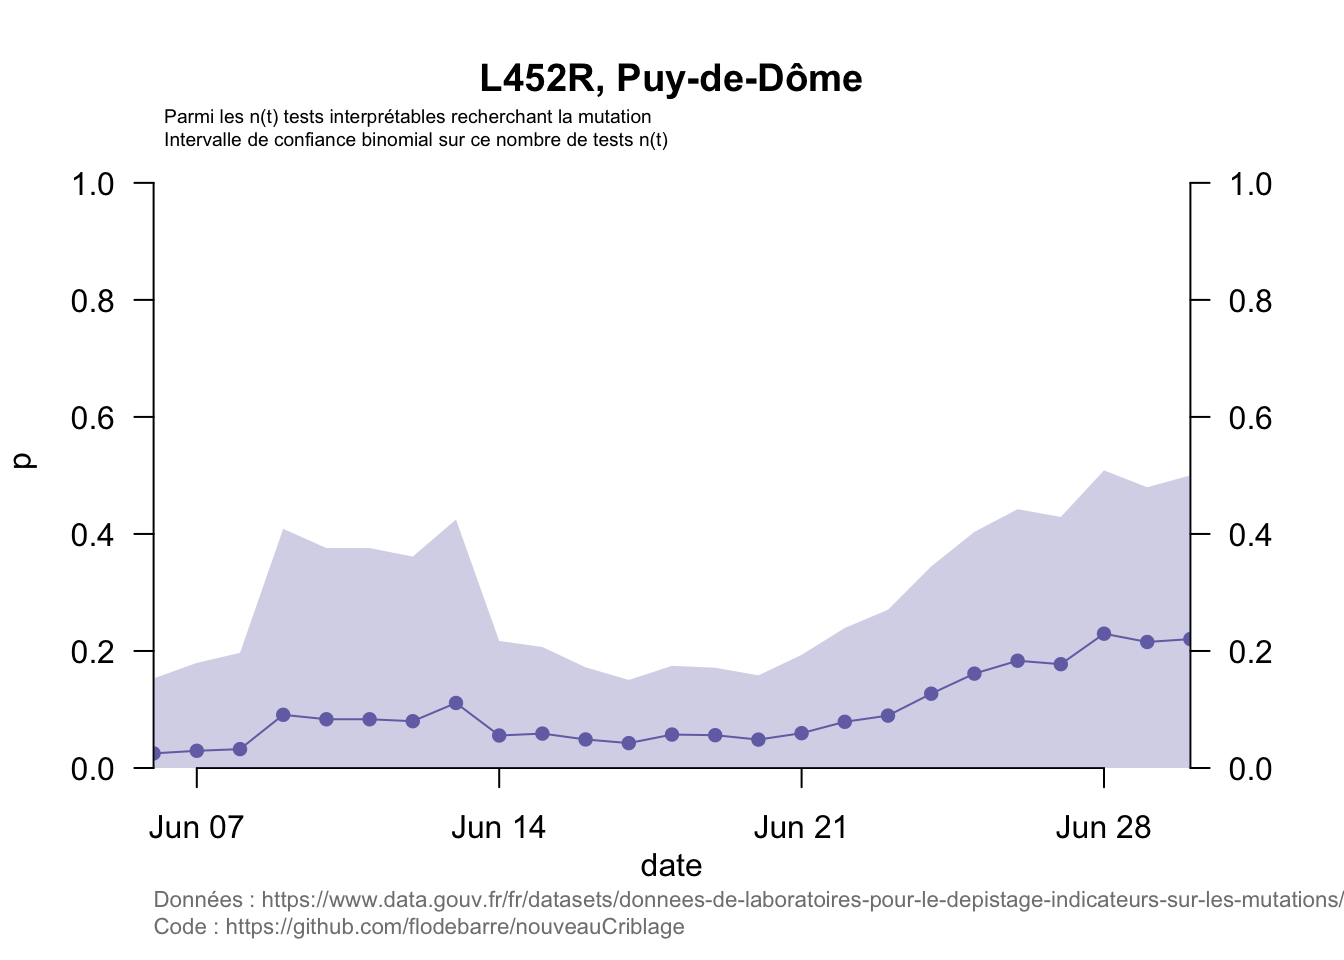 L452R, Puy-de-Dôme
Parmi les n(t) tests interprétables recherchant la mutation
Intervalle de confiance binomial sur ce nombre de tests n(t)
1.0
0.8
0.6
0.4
0.2
0.0
p
1.0
0.8
0.6
0.4
0.2
0.0
Jun 07
Jun 14
Jun 21
Jun 28
date
Données : https://www.data.gouv.fr/fr/datasets/donnees-de-laboratoires-pour-le-depistage-indicateurs-sur-les-mutations/
Code : https://github.com/flodebarre/nouveauCriblage